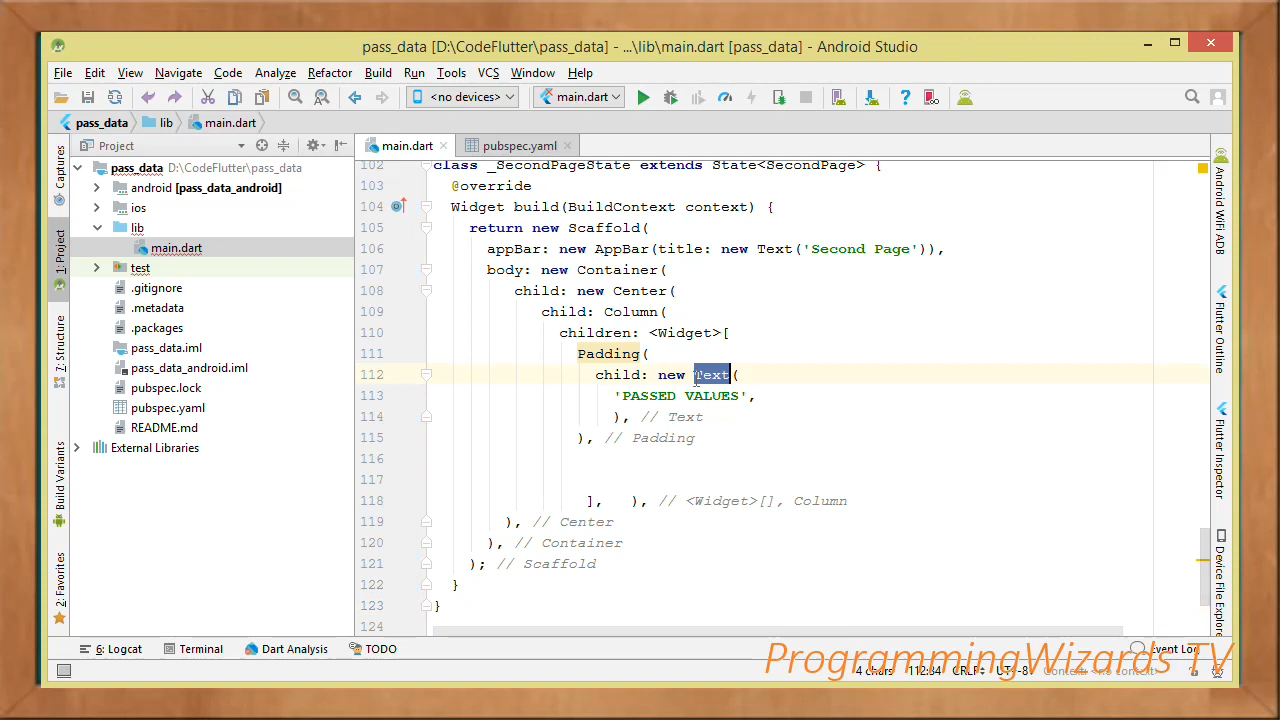 pass_data [D:\CodeFlutter\pass_data] - ...\lib\main.dart [pass_data] - Android Studio
File Edit View Navigate Code Analyze Refactor Build Run Tools VCS Window Help
<no devices> main.dart
pass_data lib main.dart
Project
main.dart pubspec.yaml
pass_data D:\CodeFlutter\pass_data
android [pass_data_android]
ios
lib
main.dart
test
.gitignore
.metadata
.packages
pass_data.iml
pass_data_android.iml
pubspec.lock
pubspec.yaml
README.md
External Libraries
Captures
1: Project
7: Structure
Build Variants
2: Favorites
102 class _SecondPageState extends State<SecondPage> {
103 @override
104 Widget build(BuildContext context) {
105 return new Scaffold(
106 appBar: new AppBar(title: new Text('Second Page')),
107 body: new Container(
108 child: new Center(
109 child: Column(
110 children: <Widget>[
111 Padding(
112 child: new Text(
113 'PASSED VALUES',
114 ), // Text
115 ), // Padding
116
117
118 ], ), // <Widget>[], Column
119 ), // Center
120 ), // Container
121 ); // Scaffold
122 }
123 }
124
Android WiFi ADB
Flutter Outline
Flutter Inspector
Device File Explorer
6: Logcat Terminal Dart Analysis TODO Event Log
4 chars 112:34 CRLF UTF-8 Context: <no context>
ProgrammingWizards TV